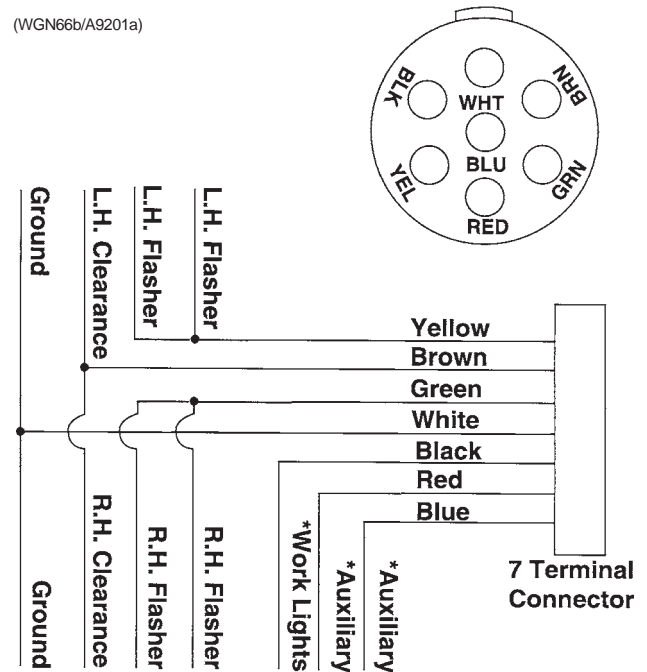 (WGN66b/A9201a)
BLK
WHT
BRN
BLU
YEL
GRN
RED
Ground
L.H. Clearance
L.H. Flasher
L.H. Flasher
Yellow
Brown
Green
White
Black
Red
Blue
Ground
R.H. Clearance
R.H. Flasher
R.H. Flasher
*Work Lights
*Auxiliary
*Auxiliary
7 Terminal
Connector